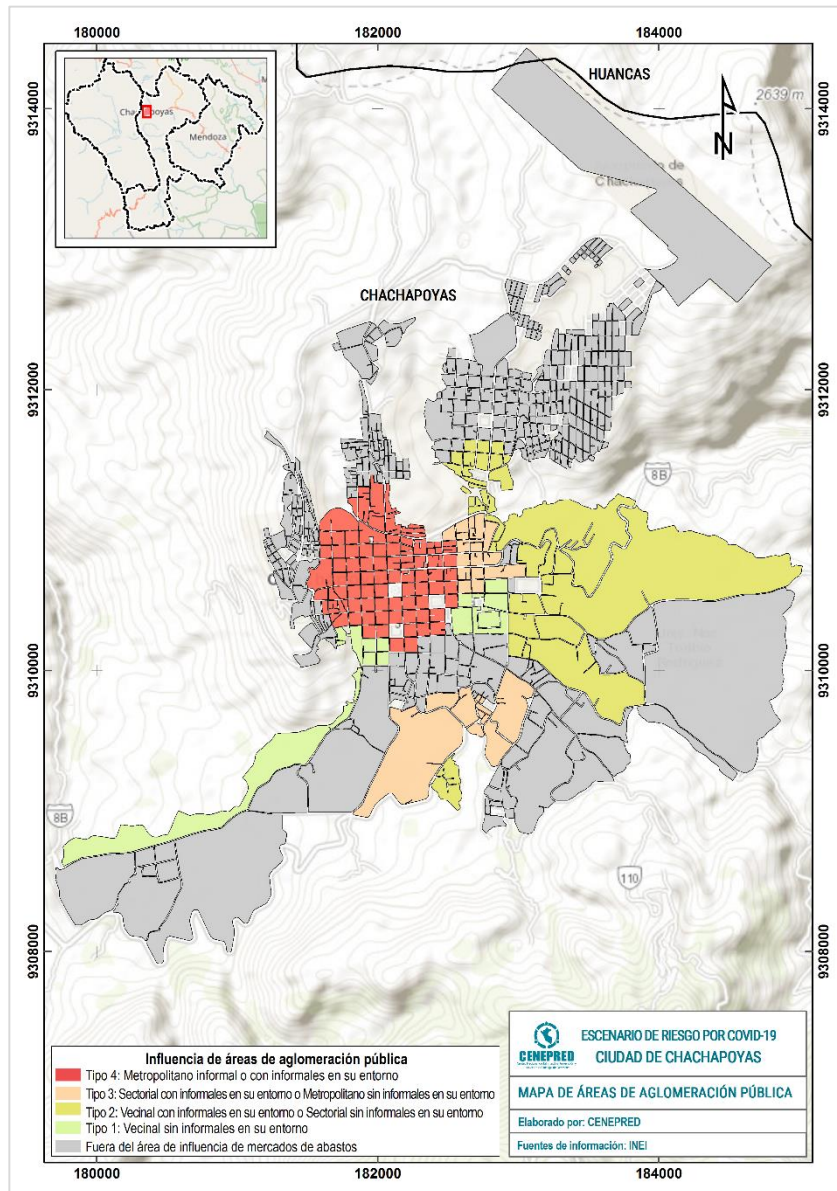 180000
182000
184000
HUANCAS
2639 m
9314000
9314000
Mendoza
N
CHACHAPOYAS
9312000
9312000
8B
9310000
9310000
8B
110
9308000
9308000
Influencia de áreas de aglomeración pública
Tipo 4: Metropolitano informal o con informales en su entorno
Tipo 3: Sectorial con informales en su entorno o Metropolitano sin informales en su entorno
Tipo 2: Vecinal con informales en su entorno o Sectorial sin informales en su entorno
Tipo 1: Vecinal sin informales en su entorno
Fuera del área de influencia de mercados de abastos
CENEPRED
ESCENARIO DE RIESGO POR COVID-19
CIUDAD DE CHACHAPOYAS
MAPA DE ÁREAS DE AGLOMERACIÓN PÚBLICA
Elaborado por: CENEPRED
Fuentes de información: INEI
180000
182000
184000